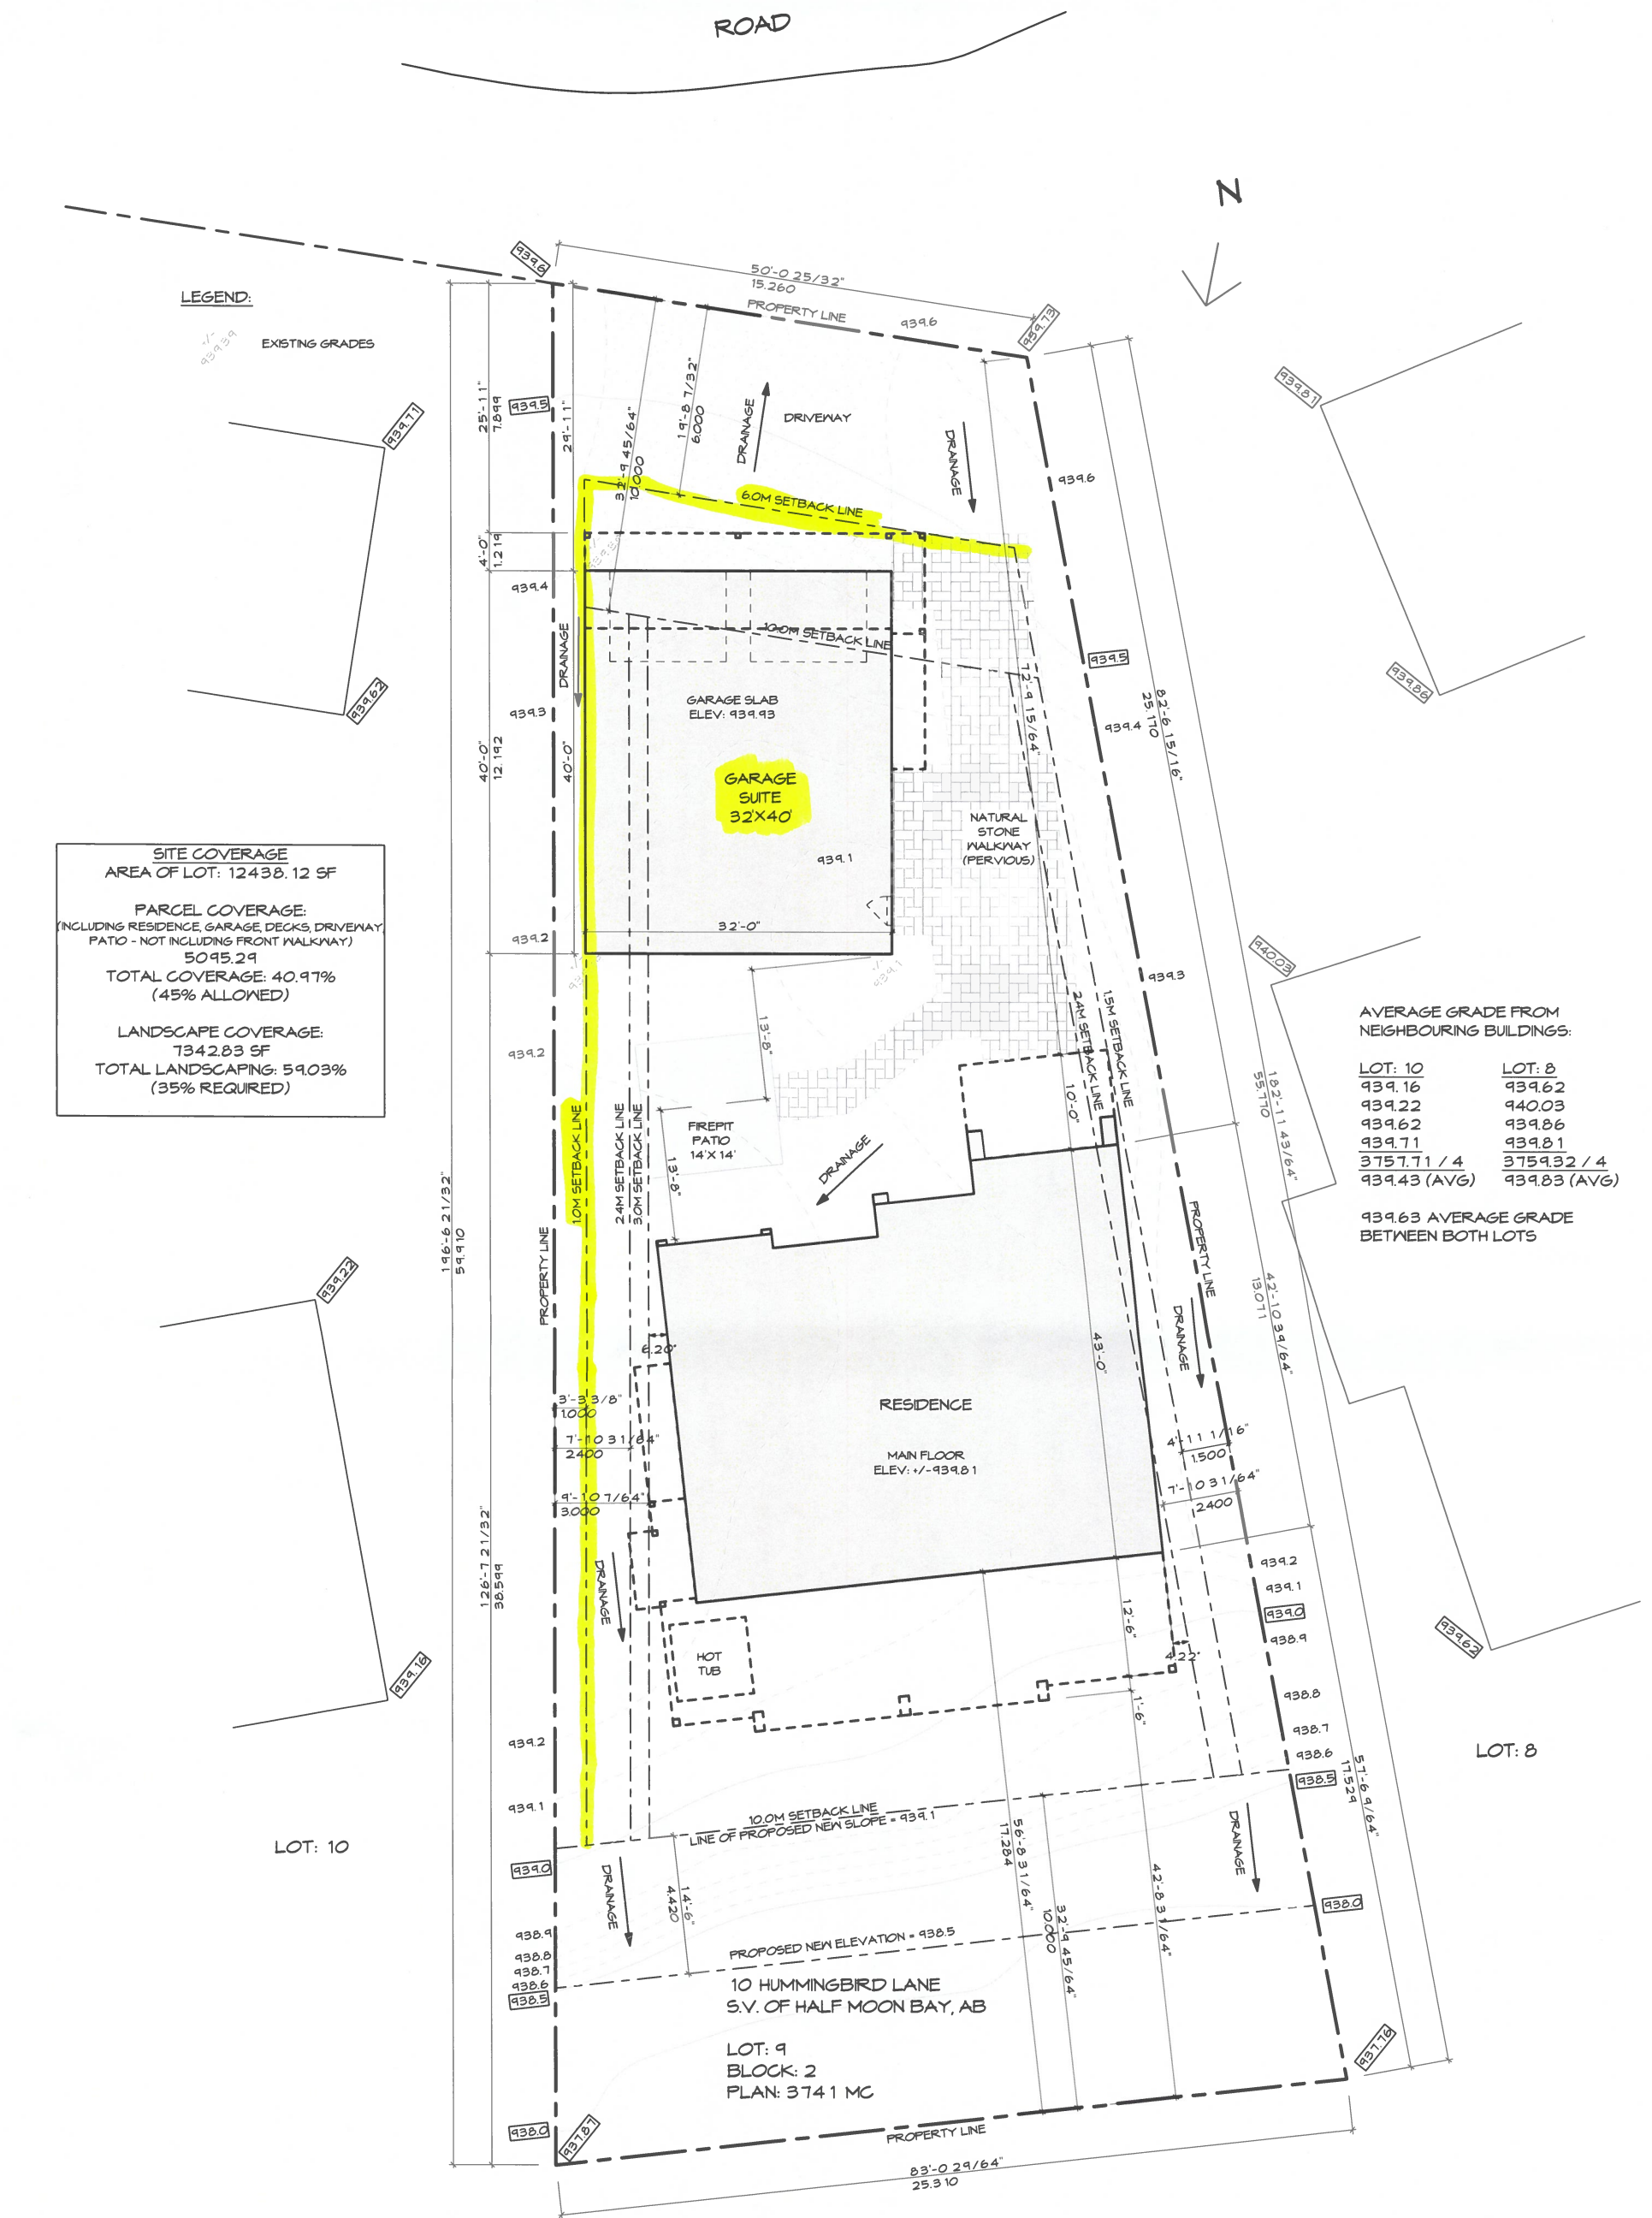 ROAD
N
LEGEND:
+/-
939.39
EXISTING GRADES
939.6
50'-0 25/32"
15.260
PROPERTY LINE
939.6
939.73
25'-11"
7.899
939.5
29'-11"
32'-9 45/64"
10.000
19'-8 7/32"
6.000
DRAINAGE
DRIVEWAY
DRAINAGE
939.6
6.0M SETBACK LINE
4'-0"
1.219
939.4
939.71
939.62
939.81
939.86
939.5
10.0M SETBACK LINE
DRAINAGE
GARAGE SLAB
ELEV: 939.93
939.3
72'-9 15/64"
939.4
82'-6 15/16"
25.170
40'-0"
12.192
40'-0"
GARAGE
SUITE
32'X40'
NATURAL
STONE
WALKWAY
(PERVIOUS)
939.1
32'-0"
939.2
+/-
939.1
939.3
940.03
SITE COVERAGE
AREA OF LOT: 12438.12 SF
PARCEL COVERAGE:
(INCLUDING RESIDENCE, GARAGE, DECKS, DRIVEWAY,
PATIO - NOT INCLUDING FRONT WALKWAY)
5095.29
TOTAL COVERAGE: 40.97%
(45% ALLOWED)
LANDSCAPE COVERAGE:
7342.83 SF
TOTAL LANDSCAPING: 59.03%
(35% REQUIRED)
939.2
13'-8"
2.4M SETBACK LINE
1.5M SETBACK LINE
AVERAGE GRADE FROM
NEIGHBOURING BUILDINGS:
LOT: 10
939.16
939.22
939.62
939.71
3757.71 / 4
939.43 (AVG)
LOT: 8
939.62
940.03
939.86
939.81
3759.32 / 4
939.83 (AVG)
939.63 AVERAGE GRADE
BETWEEN BOTH LOTS
1.0M SETBACK LINE
2.4M SETBACK LINE
3.0M SETBACK LINE
FIREPIT
PATIO
14'X 14'
13'-8"
DRAINAGE
10'-0"
182'-11 43/64"
55.770
196'-6 21/32"
59.910
PROPERTY LINE
PROPERTY LINE
939.22
6.20°
42'-10 39/64"
13.071
DRAINAGE
43'-0"
RESIDENCE
MAIN FLOOR
ELEV: +/-939.81
3'-3 3/8"
1.000
7'-10 31/64"
2.400
9'-10 7/64"
3.000
4'-11 1/16"
1.500
7'-10 31/64"
2.400
126'-7 21/32"
38.599
DRAINAGE
939.2
939.1
939.0
938.9
12'-6"
4.22°
HOT
TUB
1'-6"
939.16
939.62
938.8
938.7
938.6
938.5
939.2
939.1
LOT: 8
57'-6 9/64"
17.529
10.0M SETBACK LINE
LINE OF PROPOSED NEW SLOPE = 939.1
LOT: 10
939.0
DRAINAGE
14'-6"
4.420
56'-8 31/64"
17.284
32'-9 45/64"
10.000
42'-8 31/64"
DRAINAGE
938.0
938.9
938.8
938.7
938.6
938.5
PROPOSED NEW ELEVATION = 938.5
10 HUMMINGBIRD LANE
S.V. OF HALF MOON BAY, AB
LOT: 9
BLOCK: 2
PLAN: 3741 MC
937.76
938.0
937.87
PROPERTY LINE
83'-0 29/64"
25.310